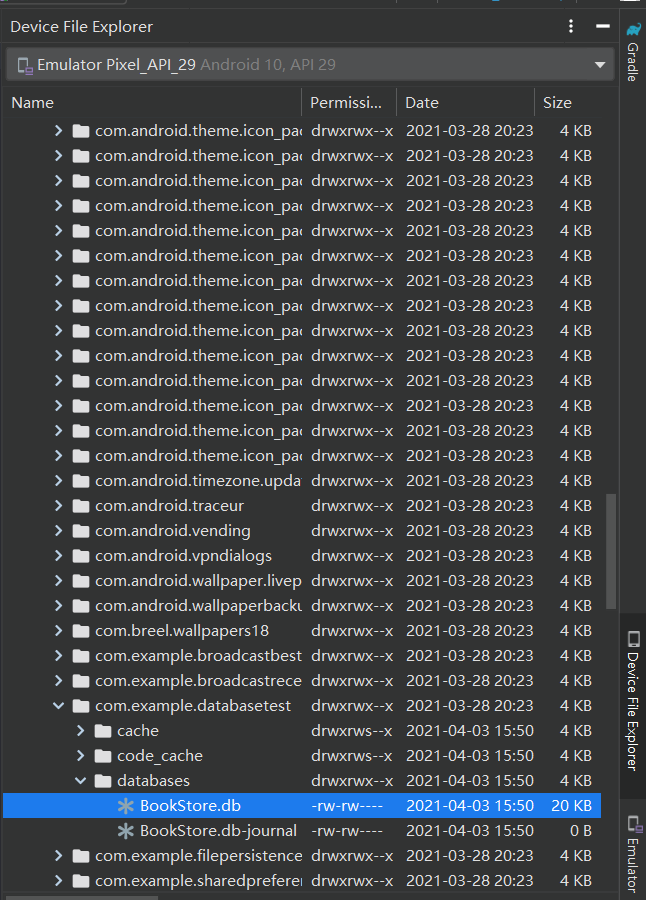 Device File Explorer
Emulator Pixel_API_29 Android 10, API 29
Name Permissi... Date Size
com.android.theme.icon_pac drwxrwx--x 2021-03-28 20:23 4 KB
com.android.theme.icon_pac drwxrwx--x 2021-03-28 20:23 4 KB
com.android.theme.icon_pac drwxrwx--x 2021-03-28 20:23 4 KB
com.android.theme.icon_pac drwxrwx--x 2021-03-28 20:23 4 KB
com.android.theme.icon_pac drwxrwx--x 2021-03-28 20:23 4 KB
com.android.theme.icon_pac drwxrwx--x 2021-03-28 20:23 4 KB
com.android.theme.icon_pac drwxrwx--x 2021-03-28 20:23 4 KB
com.android.theme.icon_pac drwxrwx--x 2021-03-28 20:23 4 KB
com.android.theme.icon_pac drwxrwx--x 2021-03-28 20:23 4 KB
com.android.theme.icon_pac drwxrwx--x 2021-03-28 20:23 4 KB
com.android.theme.icon_pac drwxrwx--x 2021-03-28 20:23 4 KB
com.android.theme.icon_pac drwxrwx--x 2021-03-28 20:23 4 KB
com.android.theme.icon_pac drwxrwx--x 2021-03-28 20:23 4 KB
com.android.theme.icon_pac drwxrwx--x 2021-03-28 20:23 4 KB
com.android.timezone.upda drwxrwx--x 2021-03-28 20:23 4 KB
com.android.traceur drwxrwx--x 2021-03-28 20:23 4 KB
com.android.vending drwxrwx--x 2021-03-28 20:23 4 KB
com.android.vpndialogs drwxrwx--x 2021-03-28 20:23 4 KB
com.android.wallpaper.livep drwxrwx--x 2021-03-28 20:23 4 KB
com.android.wallpaperbacku drwxrwx--x 2021-03-28 20:23 4 KB
com.breel.wallpapers18 drwxrwx--x 2021-03-28 20:23 4 KB
com.example.broadcastbest drwxrwx--x 2021-03-28 20:23 4 KB
com.example.broadcastrece drwxrwx--x 2021-03-28 20:23 4 KB
com.example.databasetest drwxrwx--x 2021-03-28 20:23 4 KB
cache drwxrws--x 2021-04-03 15:50 4 KB
code_cache drwxrws--x 2021-04-03 15:50 4 KB
databases drwxrwx--x 2021-04-03 15:50 4 KB
BookStore.db -rw-rw---- 2021-04-03 15:50 20 KB
BookStore.db-journal -rw-rw---- 2021-04-03 15:50 0 B
com.example.filepersistence drwxrwx--x 2021-03-28 20:23 4 KB
com.example.sharedpreferer drwxrwx--x 2021-03-28 20:23 4 KB
Gradle
Device File Explorer
Emulator